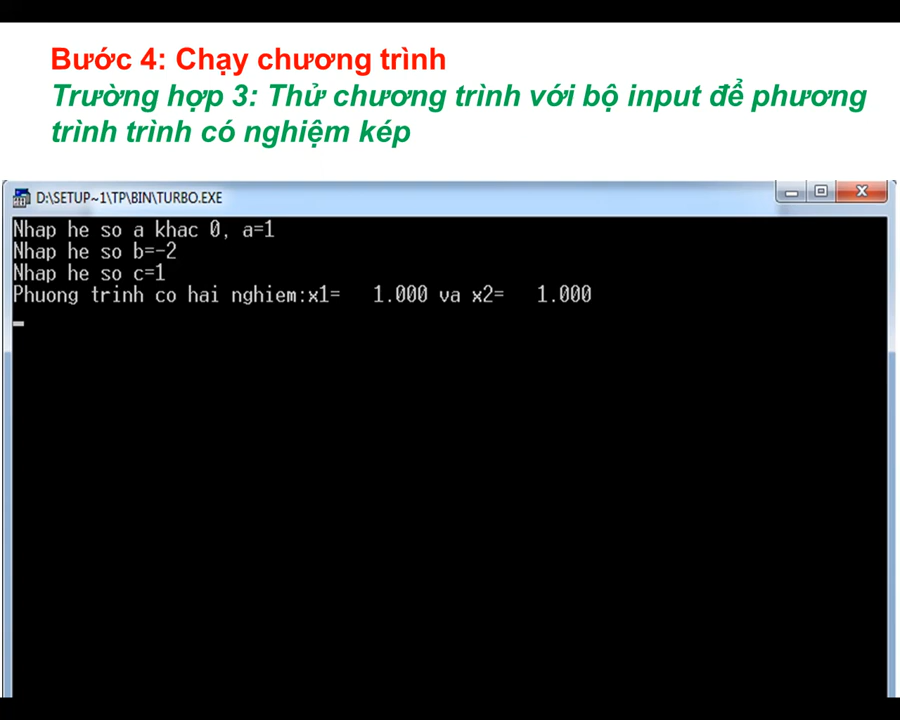 Bước 4: Chạy chương trình
Trường hợp 3: Thử chương trình với bộ input để phương
trình trình có nghiệm kép
D:\SETUP~1\TP\BIN\TURBO.EXE
Nhap he so a khac 0, a=1
Nhap he so b=-2
Nhap he so c=1
Phuong trinh co hai nghiem:x1=   1.000 va x2=   1.000